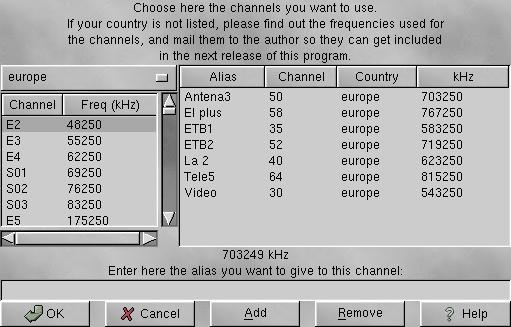 Choose here the channels you want to use.
If your country is not listed, please find out the frequencies used for
the channels, and mail them to the author so they can get included
in the next release of this program.
europe
Channel Freq (kHz)
E2 48250
E3 55250
E4 62250
S01 69250
S02 76250
S03 83250
E5 175250
Alias Channel Country kHz
Antena3 50 europe 703250
El plus 58 europe 767250
ETB1 35 europe 583250
ETB2 52 europe 719250
La 2 40 europe 623250
Tele5 64 europe 815250
Video 30 europe 543250
703249 kHz
Enter here the alias you want to give to this channel:
OK Cancel Add Remove ? Help